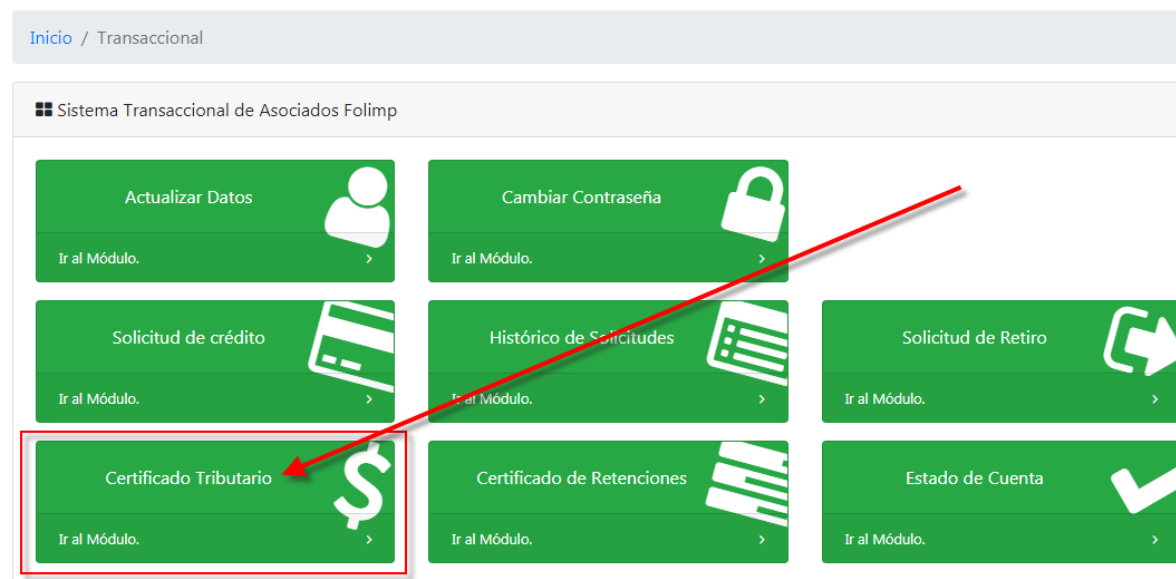 Inicio / Transaccional
Sistema Transaccional de Asociados Folimp
Actualizar Datos
Ir al Módulo.
Cambiar Contraseña
Ir al Módulo.
Solicitud de crédito
Ir al Módulo.
Histórico de Solicitudes
Ir al Módulo.
Solicitud de Retiro
Ir al Módulo.
Certificado Tributario
Ir al Módulo.
Certificado de Retenciones
Ir al Módulo.
Estado de Cuenta
Ir al Módulo.